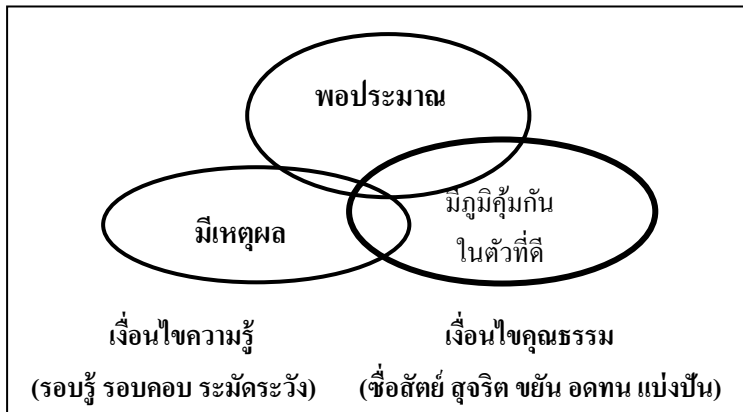 พอประมาณ
มีเหตุผล
มีภูมิคุ้มกัน
ในตัวที่ดี
เงื่อนไขความรู้
(รอบรู้ รอบคอบ ระมัดระวัง)
เงื่อนไขคุณธรรม
(ซื่อสัตย์ สุจริต ขยัน อดทน แบ่งปัน)